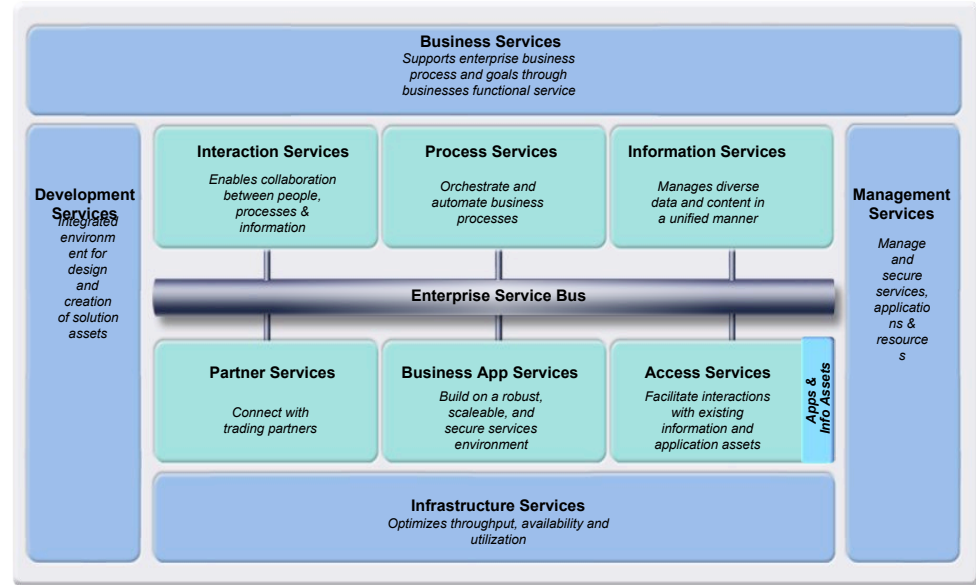 Business Services
Supports enterprise business
process and goals through
businesses functional service
Development
Services
Integrated
environm
ent for
design
and
creation
of solution
assets
Interaction Services
Enables collaboration
between people,
processes &
information
Process Services
Orchestrate and
automate business
processes
Information Services
Manages diverse
data and content in
a unified manner
Management
Services
Manage
and
secure
services,
applicatio
ns &
resource
s
Enterprise Service Bus
Partner Services
Connect with
trading partners
Business App Services
Build on a robust,
scaleable, and
secure services
environment
Access Services
Facilitate interactions
with existing
information and
application assets
Apps &
Info Assets
Infrastructure Services
Optimizes throughput, availability and
utilization